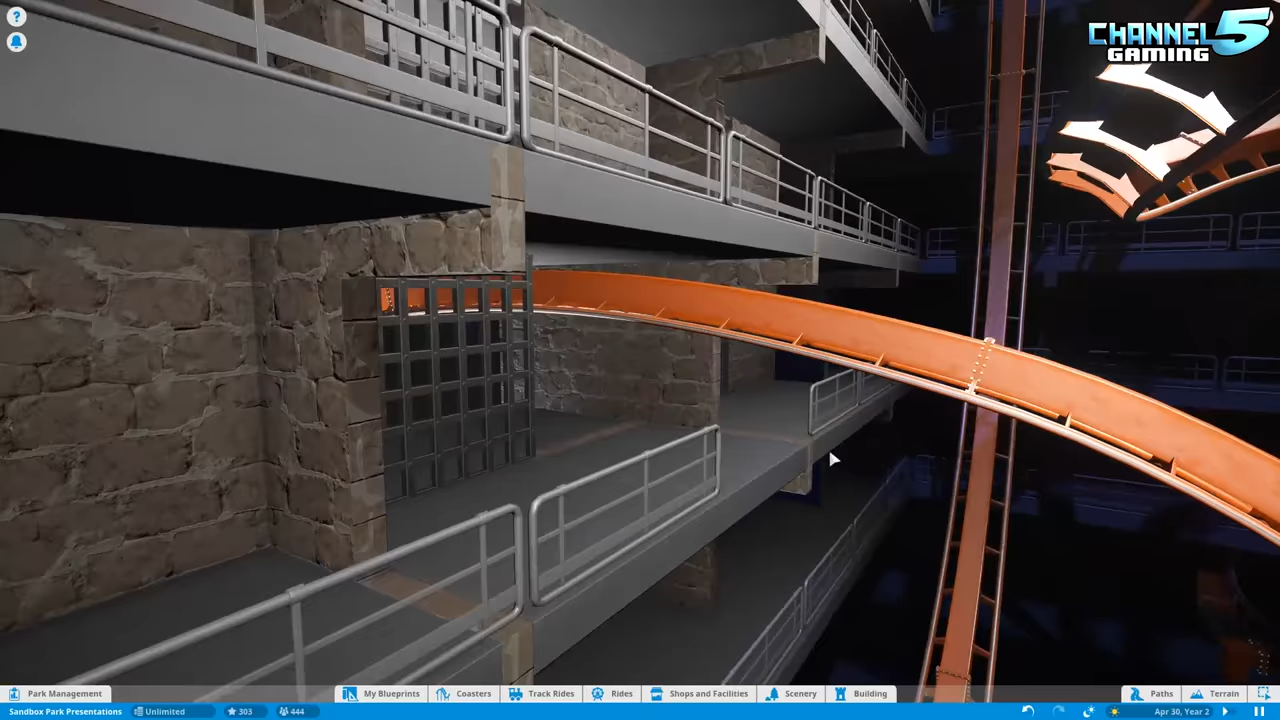 CHANNEL 5
GAMING
?
Park Management
My Blueprints
Coasters
Track Rides
Rides
Shops and Facilities
Scenery
Building
Paths
Terrain
Sandbox Park Presentations
Unlimited
303
444
Apr 30, Year 2